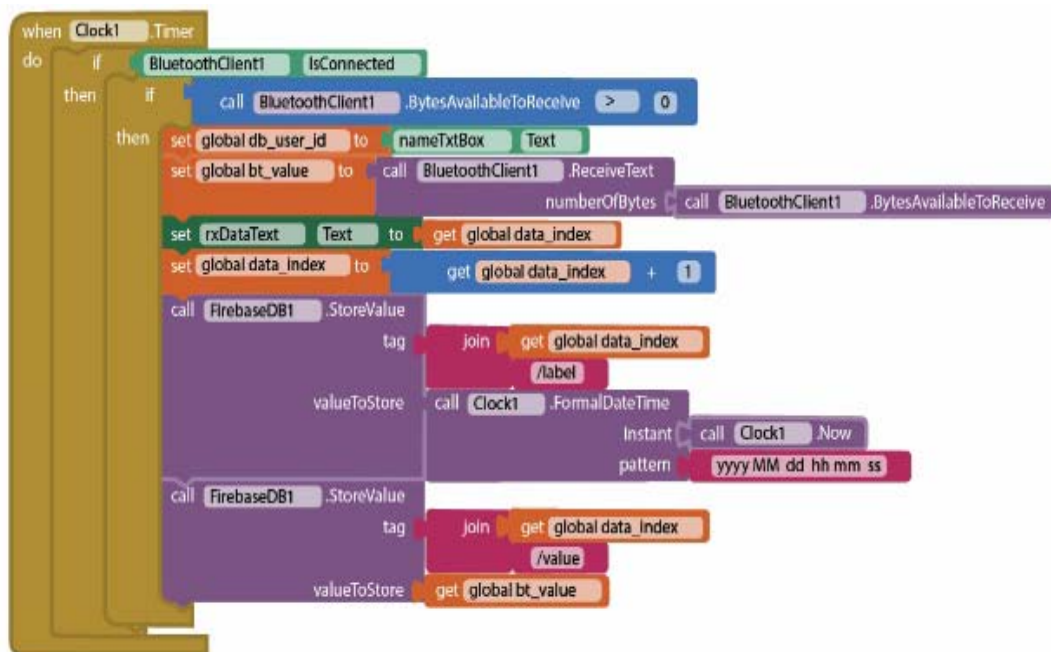 when Clock1 .Timer
do if BluetoothClient1 IsConnected
then if call BluetoothClient1 .BytesAvailableToReceive > 0
then set global db_user_id to nameTxtBox Text
set global bt_value to call BluetoothClient1 .ReceiveText
numberOfBytes call BluetoothClient1 .BytesAvailableToReceive
set rxDataText Text to get global data_index
set global data_index to get global data_index + 1
call FirebaseDB1 .StoreValue
tag join get global data_index
/label
valueToStore call Clock1 .FormalDateTime
Instant call Clock1 .Now
pattern yyyy MM dd hh mm ss
call FirebaseDB1 .StoreValue
tag join get global data_index
/value
valueToStore get global bt_value